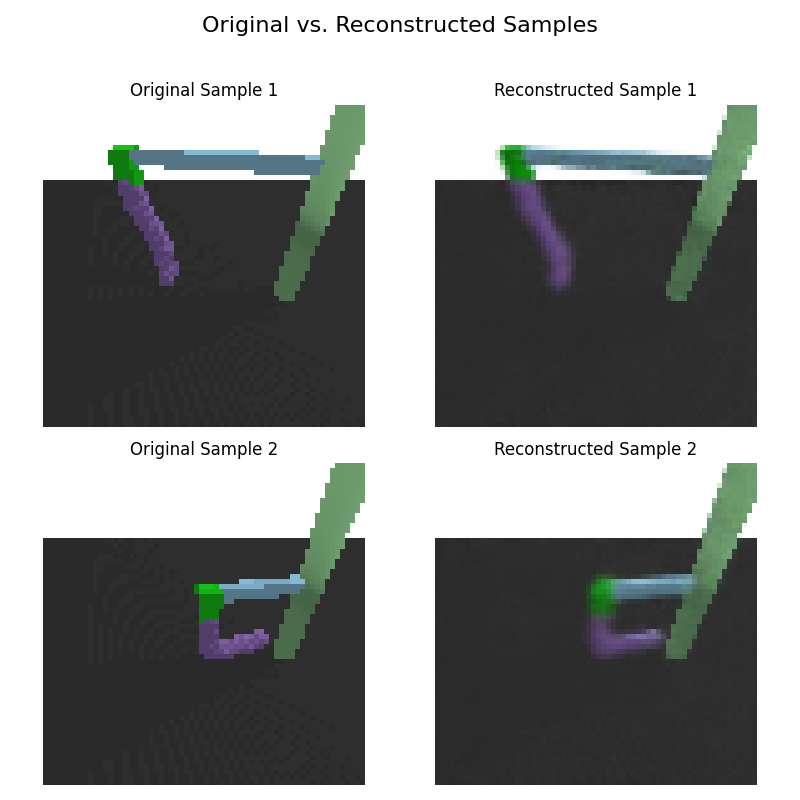 Original vs. Reconstructed Samples
Original Sample 1
Reconstructed Sample 1
Original Sample 2
Reconstructed Sample 2